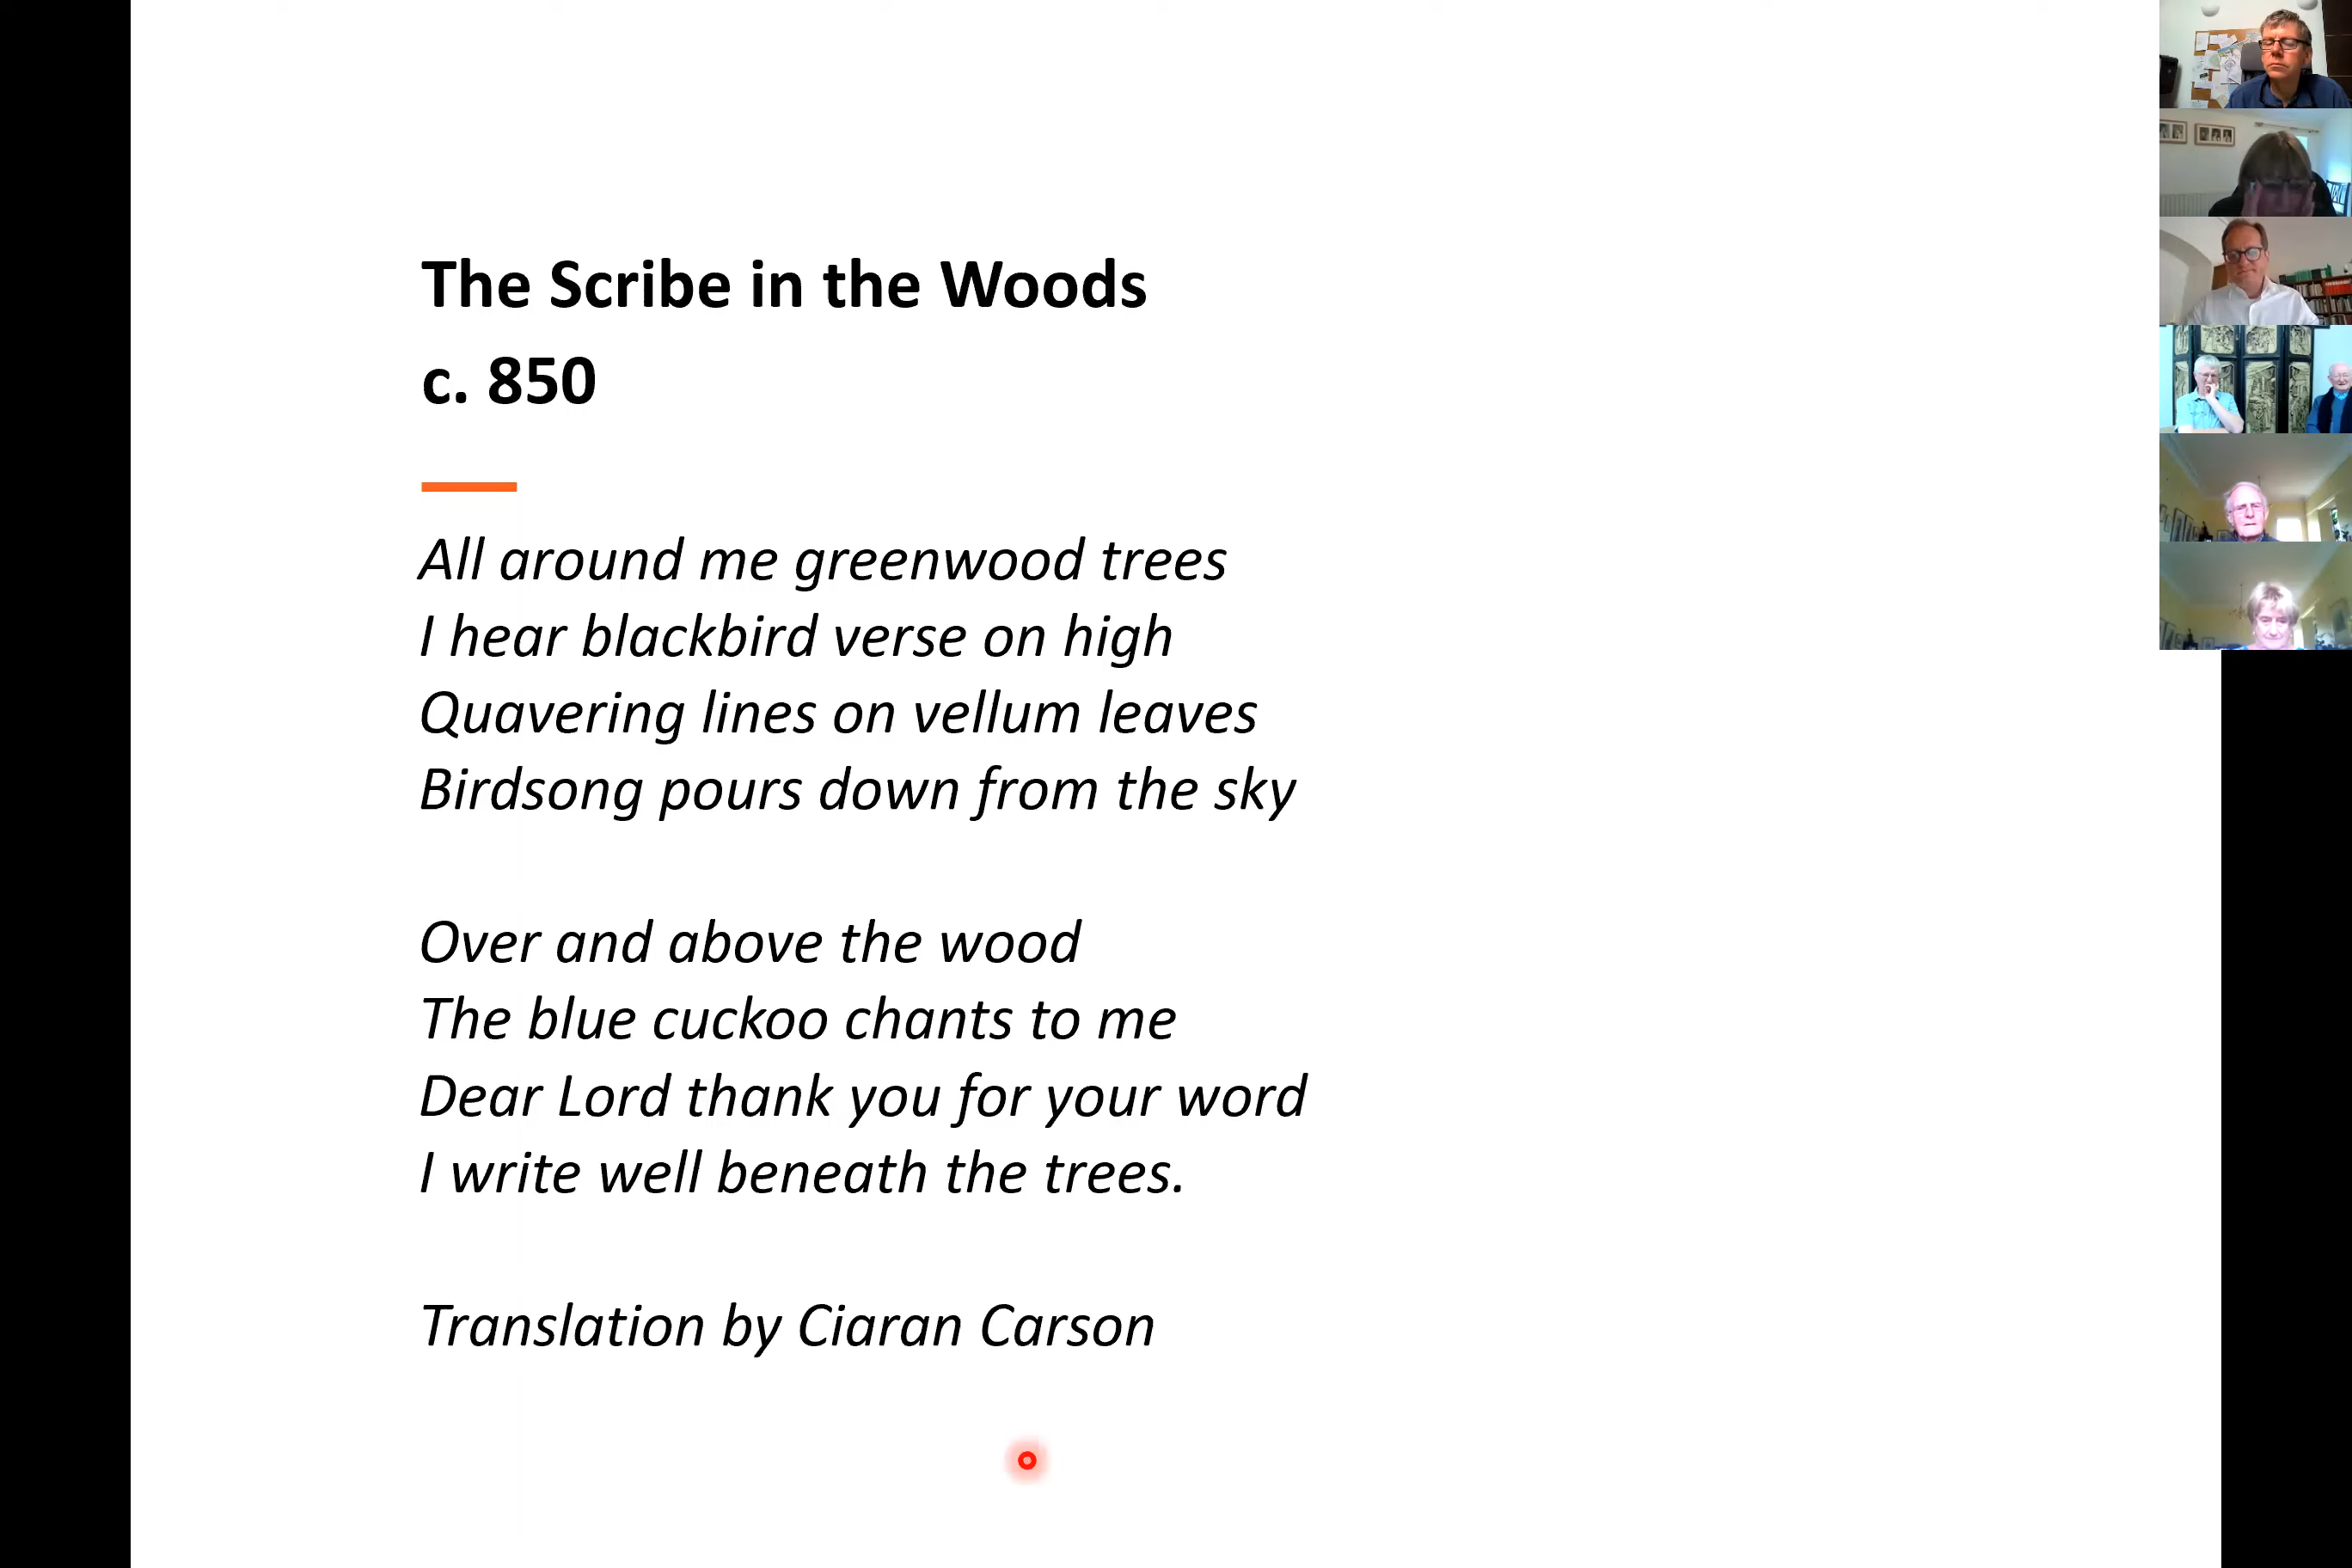 The Scribe in the Woods
c. 850
All around me greenwood trees
I hear blackbird verse on high
Quavering lines on vellum leaves
Birdsong pours down from the sky
Over and above the wood
The blue cuckoo chants to me
Dear Lord thank you for your word
I write well beneath the trees.
Translation by Ciaran Carson